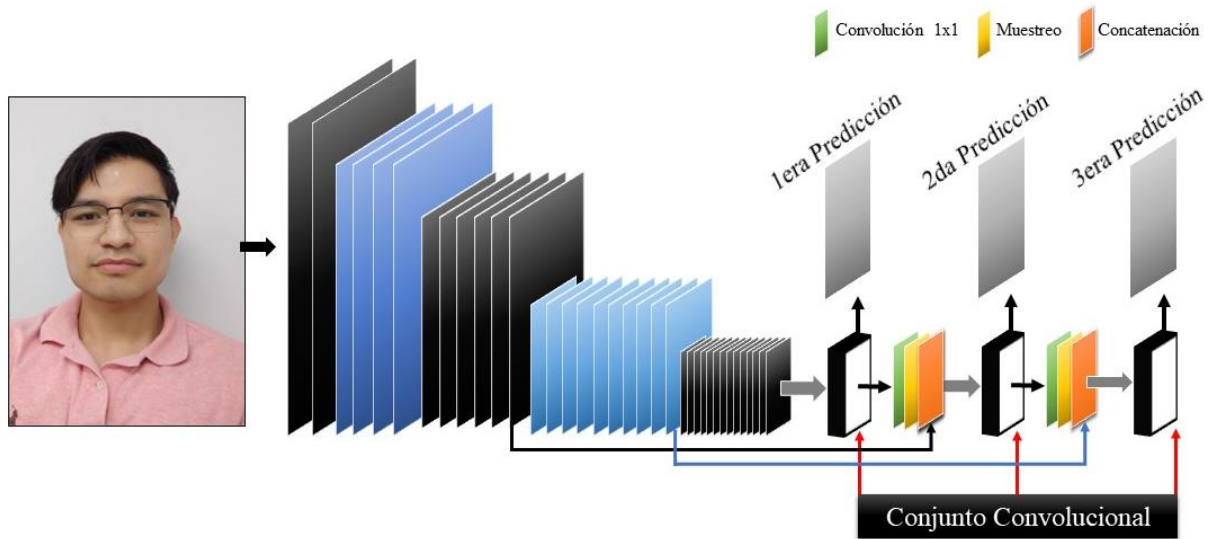 Convolución 1x1
Muestreo
Concatenación
1era Predicción
2da Predicción
3era Predicción
Conjunto Convolucional